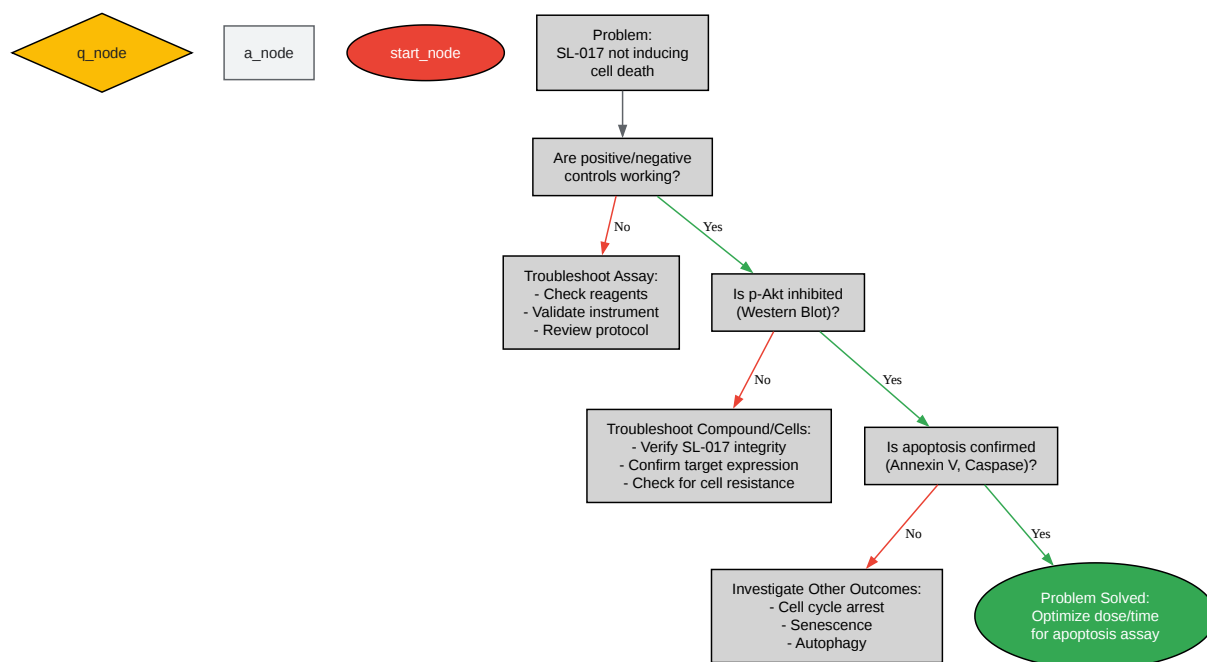 q_node
a_node
start_node
Problem:
SL-017 not inducing
cell death
Are positive/negative
controls working?
No
Yes
Troubleshoot Assay:
- Check reagents
- Validate instrument
- Review protocol
Is p-Akt inhibited
(Western Blot)?
No
Yes
Troubleshoot Compound/Cells:
- Verify SL-017 integrity
- Confirm target expression
- Check for cell resistance
Is apoptosis confirmed
(Annexin V, Caspase)?
No
Yes
Investigate Other Outcomes:
- Cell cycle arrest
- Senescence
- Autophagy
Problem Solved:
Optimize dose/time
for apoptosis assay